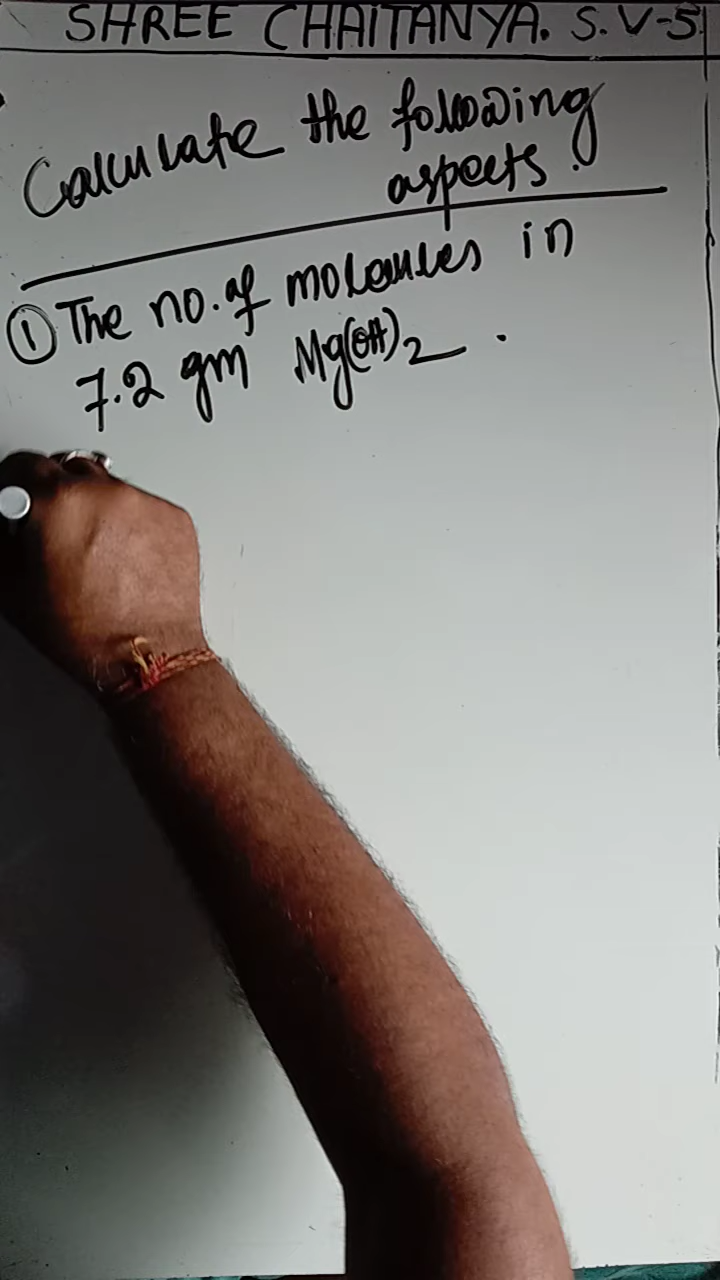 SHREE CHAITANYA. S. V-5
Calculate the following
aspects.
① The no. of molecules in
7.2 gm Mg(OH)2.